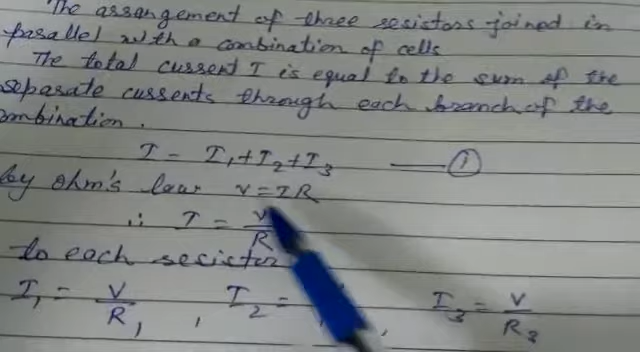 The arrangement of three resistors joined in
parallel with a combination of cells
The total current I is equal to the sum of the
separate currents through each branch of the
ombination.
I = I₁+I₂+I₃ —— ①
by ohm's law v=IR
∴ I = V/R
to each resistor
I₁ = V/R₁, I₂ = , I₃ = V/R₃